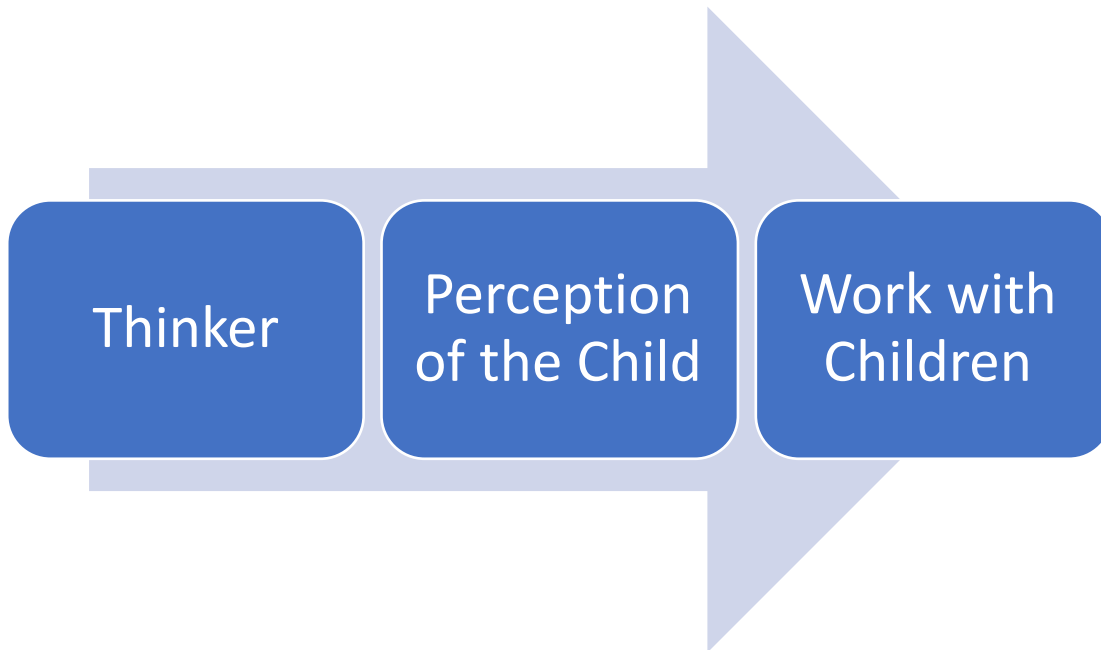 Thinker
Perception
of the Child
Work with
Children